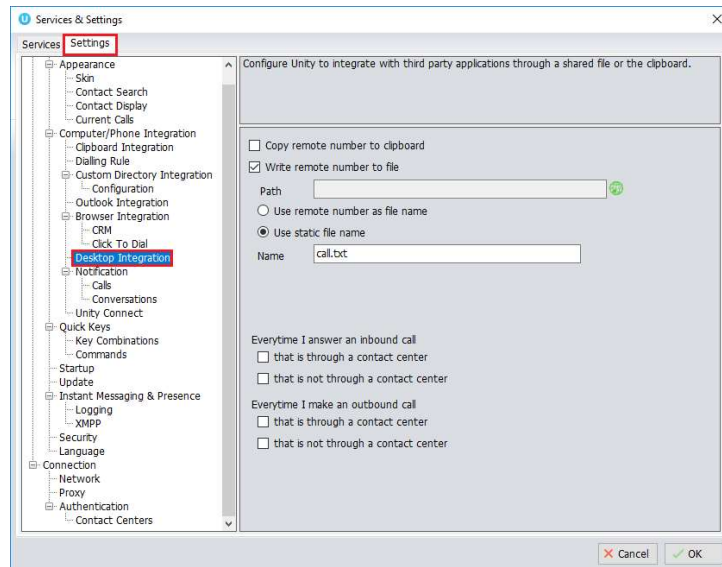 Services & Settings
Services Settings
Appearance
Skin
Contact Search
Contact Display
Current Calls
Computer/Phone Integration
Clipboard Integration
Dialling Rule
Custom Directory Integration
Configuration
Outlook Integration
Browser Integration
CRM
Click To Dial
Desktop Integration
Notification
Calls
Conversations
Unity Connect
Quick Keys
Key Combinations
Commands
Startup
Update
Instant Messaging & Presence
Logging
XMPP
Security
Language
Connection
Network
Proxy
Authentication
Contact Centers
Configure Unity to integrate with third party applications through a shared file or the clipboard.
Copy remote number to clipboard
Write remote number to file
Path
Use remote number as file name
Use static file name
Name call.txt
Everytime I answer an inbound call
that is through a contact center
that is not through a contact center
Everytime I make an outbound call
that is through a contact center
that is not through a contact center
Cancel OK